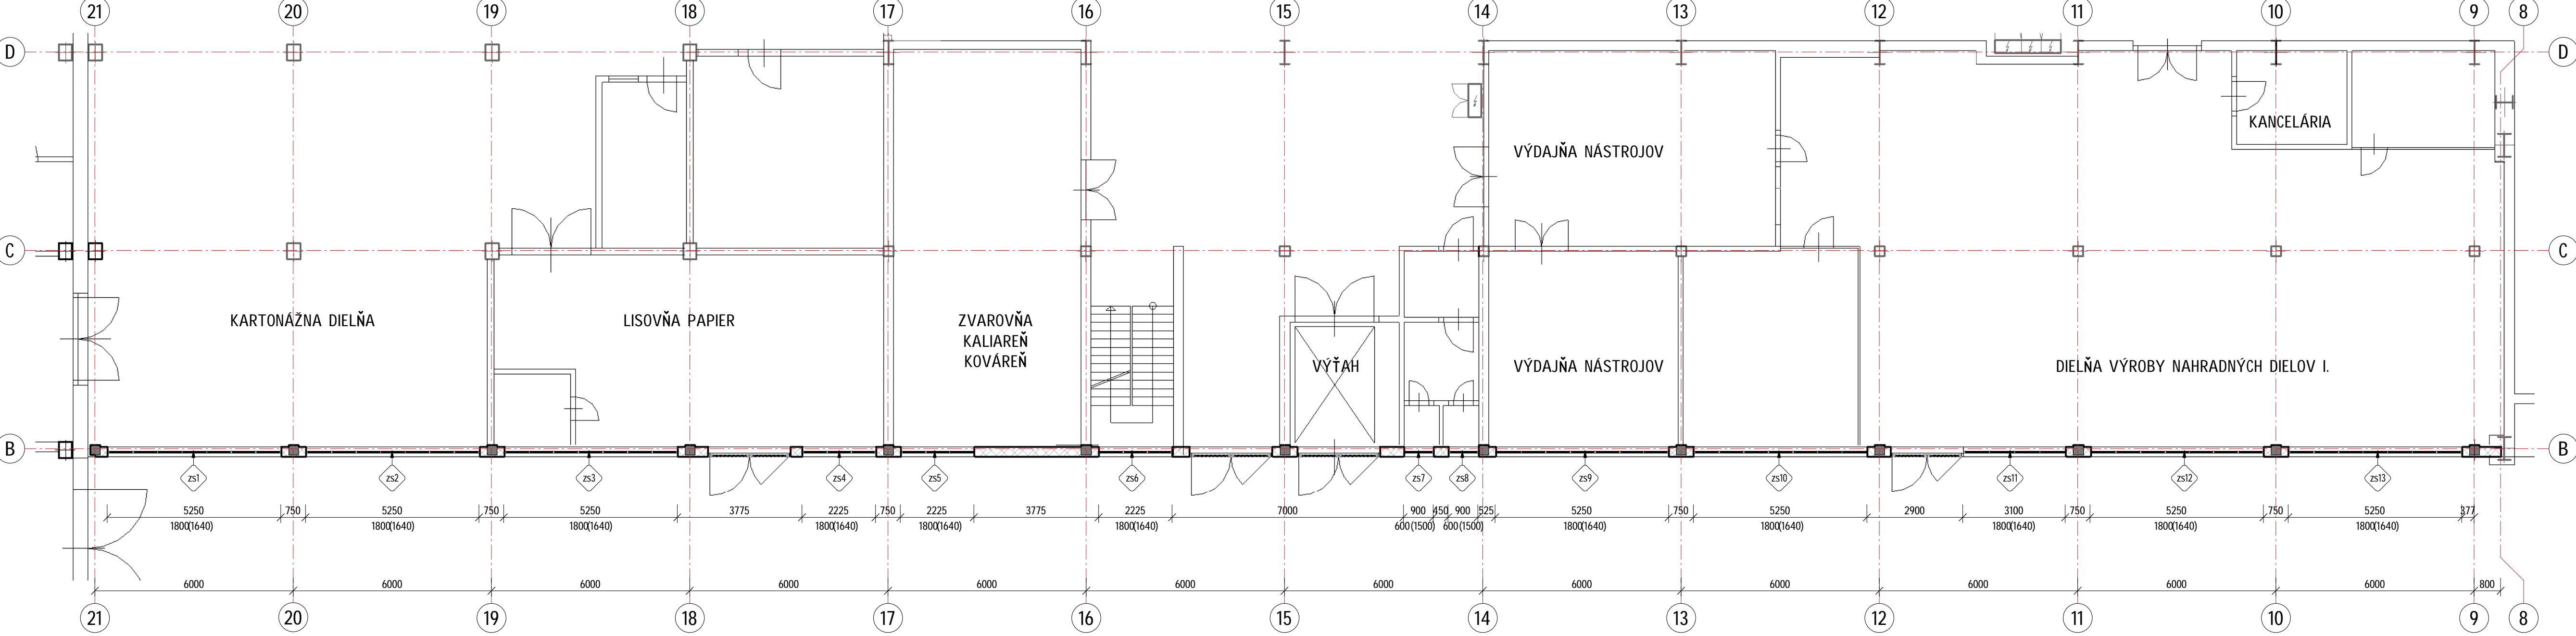 21 20 19 18 17 16 15 14 13 12 11 10 9 8
D D
KANCELÁRIA
VÝDAJŇA NÁSTROJOV
C C
KARTONÁŽNA DIELŇA LISOVŇA PAPIER ZVAROVŇA
KALIAREŇ
KOVÁREŇ
VÝŤAH VÝDAJŇA NÁSTROJOV DIELŇA VÝROBY NAHRADNÝCH DIELOV I.
B B
zs1 zs2 zs3 zs4 zs5 zs6 zs7 zs8 zs9 zs10 zs11 zs12 zs13
5250 750 5250 750 5250 3775 2225 750 2225 3775 2225 7000 900 450 900 525 5250 750 5250 2900 3100 750 5250 750 5250 377
1800(1640) 1800(1640) 1800(1640) 1800(1640) 1800(1640) 1800(1640) 600(1500) 600(1500) 1800(1640) 1800(1640) 1800(1640) 1800(1640) 1800(1640)
6000 6000 6000 6000 6000 6000 6000 6000 6000 6000 6000 6000 800
21 20 19 18 17 16 15 14 13 12 11 10 9 8